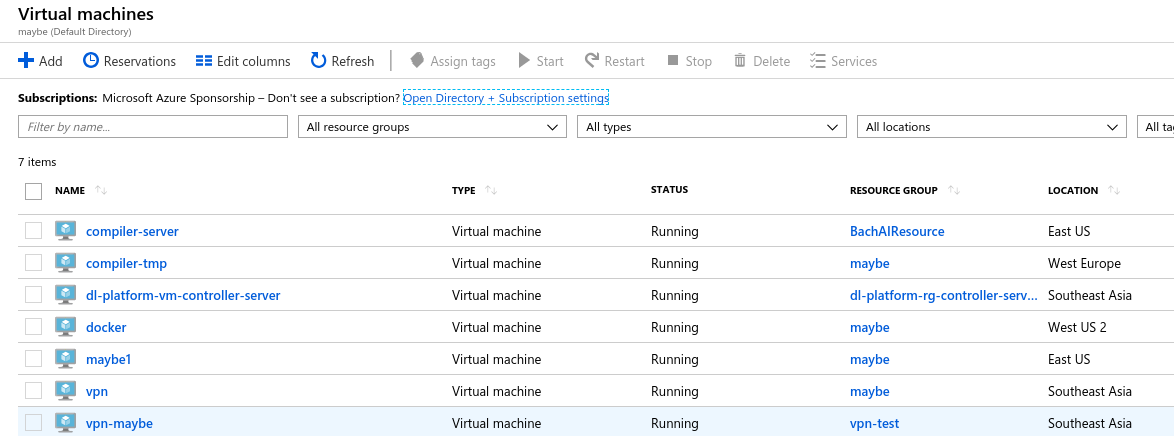 Virtual machines
maybe (Default Directory)
Add Reservations Edit columns Refresh Assign tags Start Restart Stop Delete Services
Subscriptions: Microsoft Azure Sponsorship – Don't see a subscription? Open Directory + Subscription settings
Filter by name... All resource groups All types All locations All ta
7 items
NAME TYPE STATUS RESOURCE GROUP LOCATION
compiler-server Virtual machine Running BachAIResource East US
compiler-tmp Virtual machine Running maybe West Europe
dl-platform-vm-controller-server Virtual machine Running dl-platform-rg-controller-serv... Southeast Asia
docker Virtual machine Running maybe West US 2
maybe1 Virtual machine Running maybe East US
vpn Virtual machine Running maybe Southeast Asia
vpn-maybe Virtual machine Running vpn-test Southeast Asia